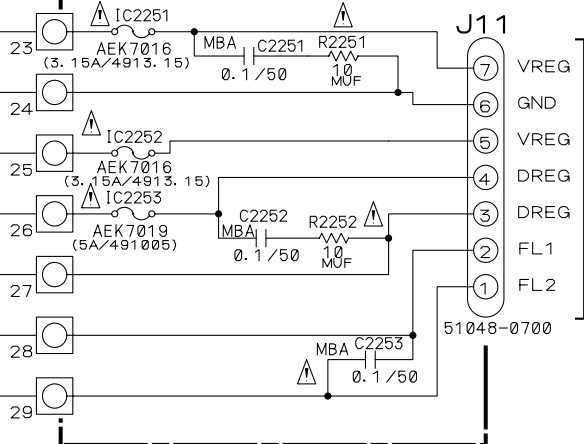 IC2251
J11
23
AEK7016
(3.15A/4913.15)
MBA
C2251
0.1/50
R2251
10
MUF
7
VREG
24
6
GND
IC2252
5
VREG
25
AEK7016
(3.15A/4913.15)
4
DREG
IC2253
26
AEK7019
(5A/491005)
C2252
MBA
0.1/50
R2252
10
MUF
3
DREG
27
2
FL1
1
FL2
28
MBA
C2253
0.1/50
51048-0700
29